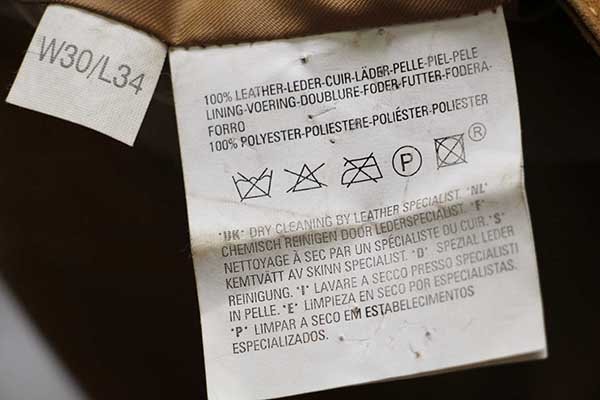 W30/L34
100% LEATHER-LEDER-CUIR-LÄDER-PELLE-PIEL-PELE
LINING-VOERING-DOUBLURE-FODER-FUTTER-FODERA-
FORRO
100% POLYESTER-POLIESTERE-POLIÉSTER-POLIESTER
P ®
*UK* DRY CLEANING BY LEATHER SPECIALIST. *NL*
CHEMISCH REINIGEN DOOR LEDERSPECIALIST. *F*
NETTOYAGE À SEC PAR UN SPÉCIALISTE DU CUIR. *S*
KEMTVÄTT AV SKINN SPECIALIST. *D* SPEZIAL LEDER
REINIGUNG. *I* LAVARE A SECCO PRESSO SPECIALISTI
IN PELLE. *E* LIMPIEZA EN SECO POR ESPECIALISTAS.
*P* LIMPAR A SECO EM ESTABELECIMENTOS
ESPECIALIZADOS.